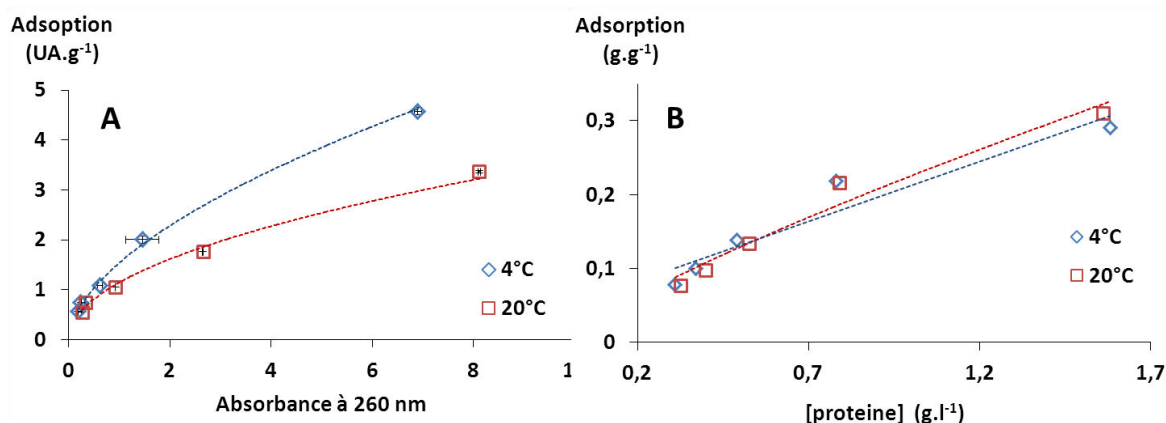 Adsoption
(UA.g⁻¹)
A
5
4
3
2
1
0
0 2 4 6 8 1
4°C
20°C
Absorbance à 260 nm
Adsorption
(g.g⁻¹)
B
0,3
0,2
0,1
0
0,2 0,7 1,2 1,7
4°C
20°C
[proteine] (g.l⁻¹)